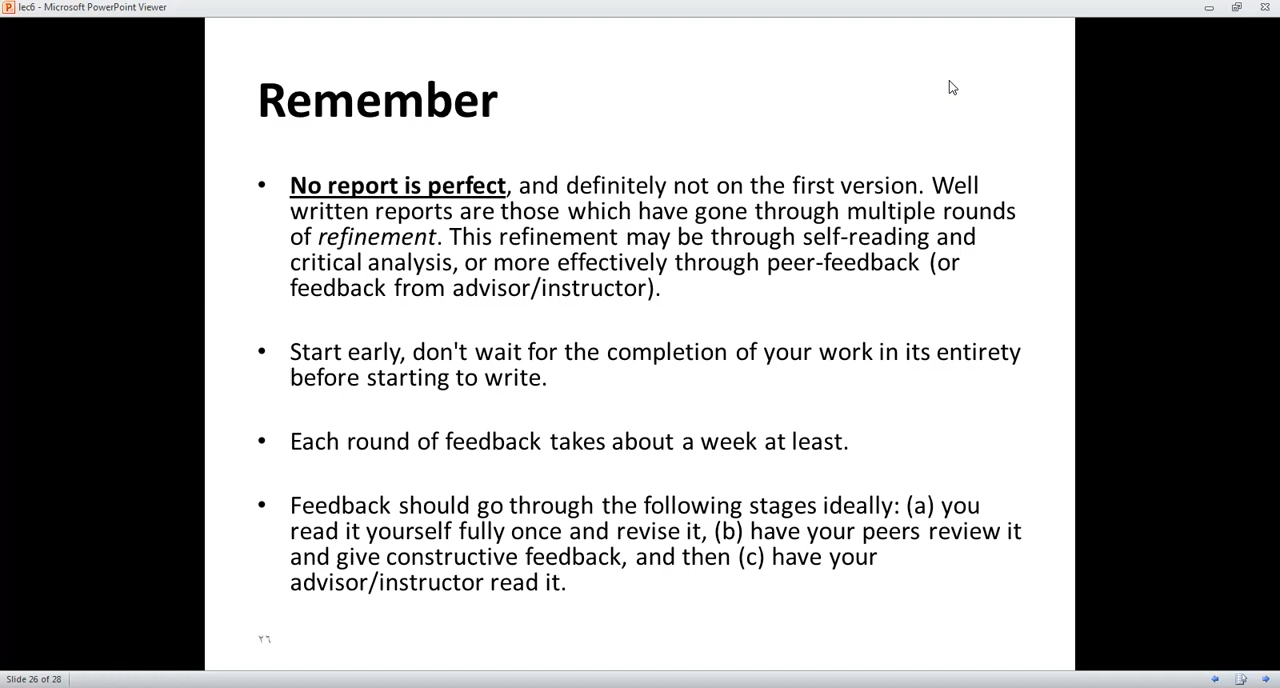 lec6 - Microsoft PowerPoint Viewer
Remember
• No report is perfect, and definitely not on the first version. Well
written reports are those which have gone through multiple rounds
of refinement. This refinement may be through self-reading and
critical analysis, or more effectively through peer-feedback (or
feedback from advisor/instructor).
• Start early, don't wait for the completion of your work in its entirety
before starting to write.
• Each round of feedback takes about a week at least.
• Feedback should go through the following stages ideally: (a) you
read it yourself fully once and revise it, (b) have your peers review it
and give constructive feedback, and then (c) have your
advisor/instructor read it.
٢٦
Slide 26 of 28